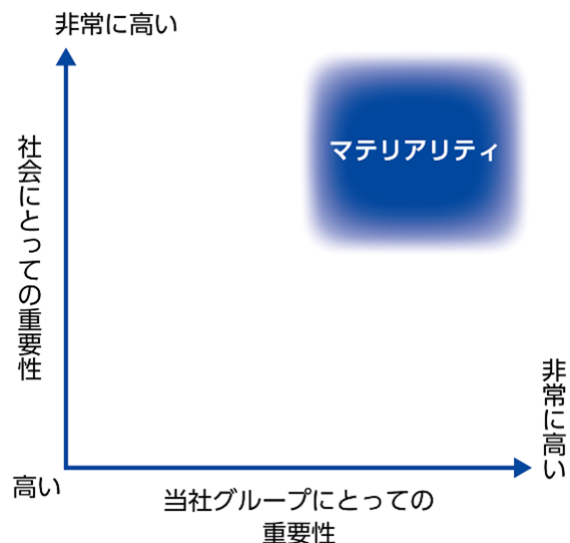 非常に高い
マテリアリティ
社会にとっての重要性
非常に高い
高い
当社グループにとっての
重要性